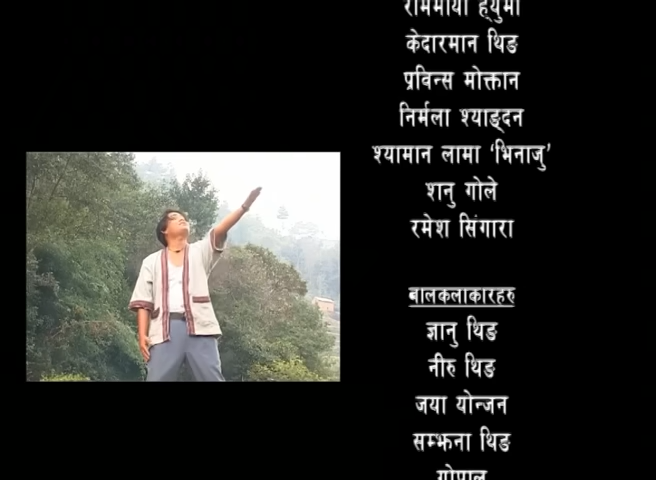 केदारमान थिङ
प्रविन्स मोक्तान
निर्मला श्याङ्दन
श्यामान लामा ‘भिनाजु’
शनु गोले
रमेश सिंगारा
बालकलाकारहरु
ज्ञानु थिङ
नीरु थिङ
जया योन्जन
सम्झना थिङ
गोपाल